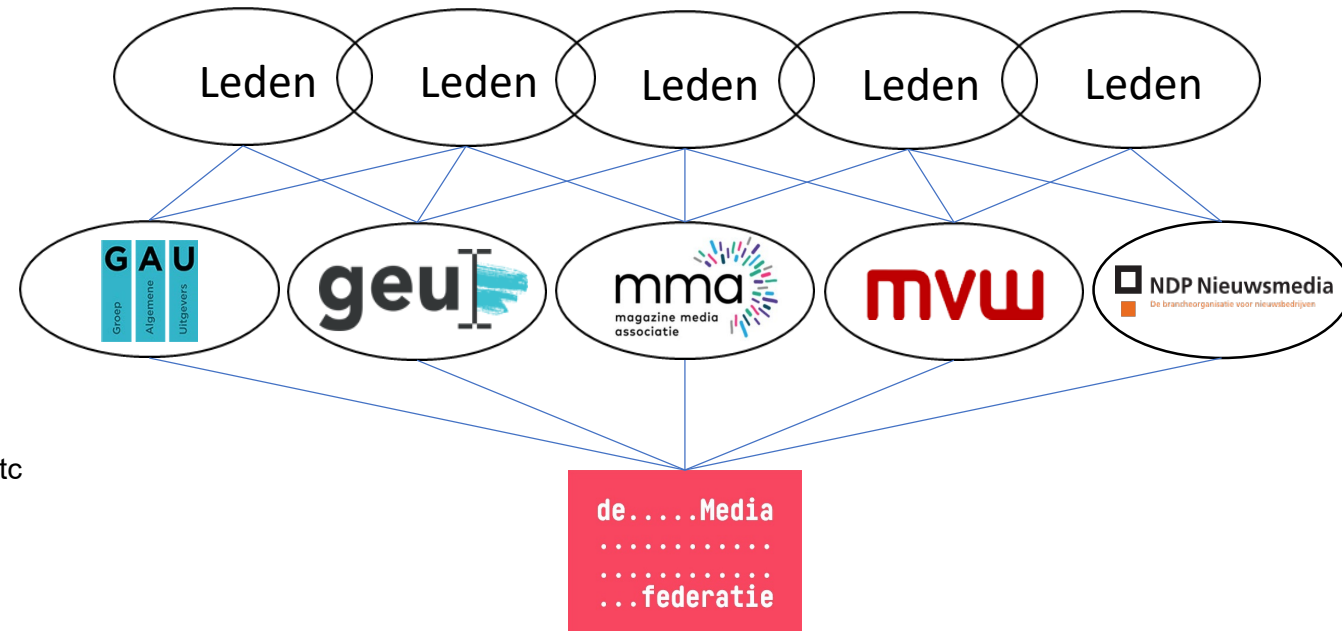 Leden
Leden
Leden
Leden
Leden
GAU
Groep
Algemene
Uitgevers
geu
mma
magazine media
associatie
mvw
NDP Nieuwsmedia
De brancheorganisatie voor nieuwsbedrijven
tc
de.....Media
............
............
...federatie